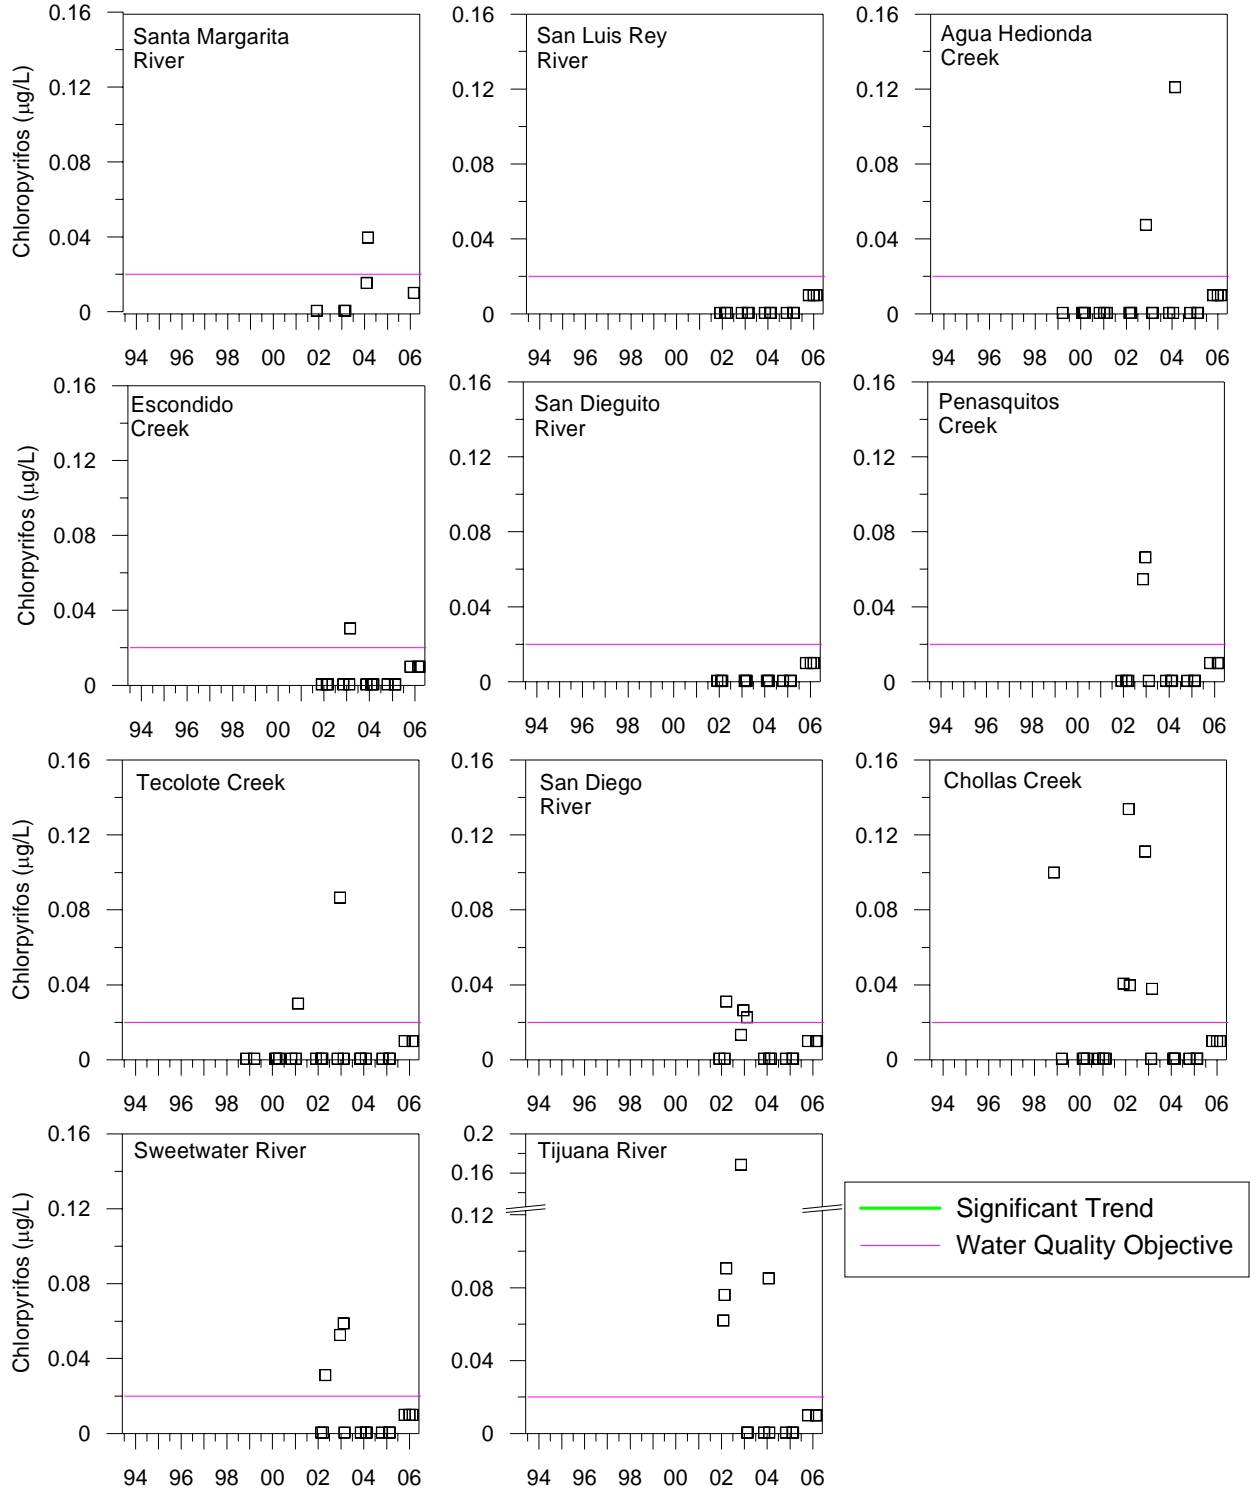 0.16
0.12
0.08
0.04
0
Chloropyrifos (µg/L)
Santa Margarita
River
94 96 98 00 02 04 06
0.16
0.12
0.08
0.04
0
San Luis Rey
River
94 96 98 00 02 04 06
0.16
0.12
0.08
0.04
0
Agua Hedionda
Creek
94 96 98 00 02 04 06
0.16
0.12
0.08
0.04
0
Chlorpyrifos (µg/L)
Escondido
Creek
94 96 98 00 02 04 06
0.16
0.12
0.08
0.04
0
San Dieguito
River
94 96 98 00 02 04 06
0.16
0.12
0.08
0.04
0
Penasquitos
Creek
94 96 98 00 02 04 06
0.16
0.12
0.08
0.04
0
Chlorpyrifos (µg/L)
Tecolote Creek
94 96 98 00 02 04 06
0.16
0.12
0.08
0.04
0
San Diego
River
94 96 98 00 02 04 06
0.16
0.12
0.08
0.04
0
Chollas Creek
94 96 98 00 02 04 06
0.16
0.12
0.08
0.04
0
Chlorpyrifos (µg/L)
Sweetwater River
94 96 98 00 02 04 06
0.2
0.16
0.12
0.08
0.04
0
Tijuana River
94 96 98 00 02 04 06
Significant Trend
Water Quality Objective